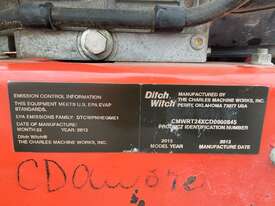 EMISSION CONTROL INFORMATION
THIS EQUIPMENT MEETS U.S. EPA EVAP
STANDARDS.
EPA EMISSIONS FAMILY:
DATE OF MANUFACTURE:
MONTH: YEAR: 2013
Ditch Witch®
THE CHARLES MACHINE WORKS, INC.
Ditch
Witch
MANUFACTURED BY
THE CHARLES MACHINE WORKS, INC.
PERRY, OKLAHOMA 73077 USA
PRODUCT IDENTIFICATION NUMBER
2013
MODEL YEAR
2013
MANUFACTURE DATE